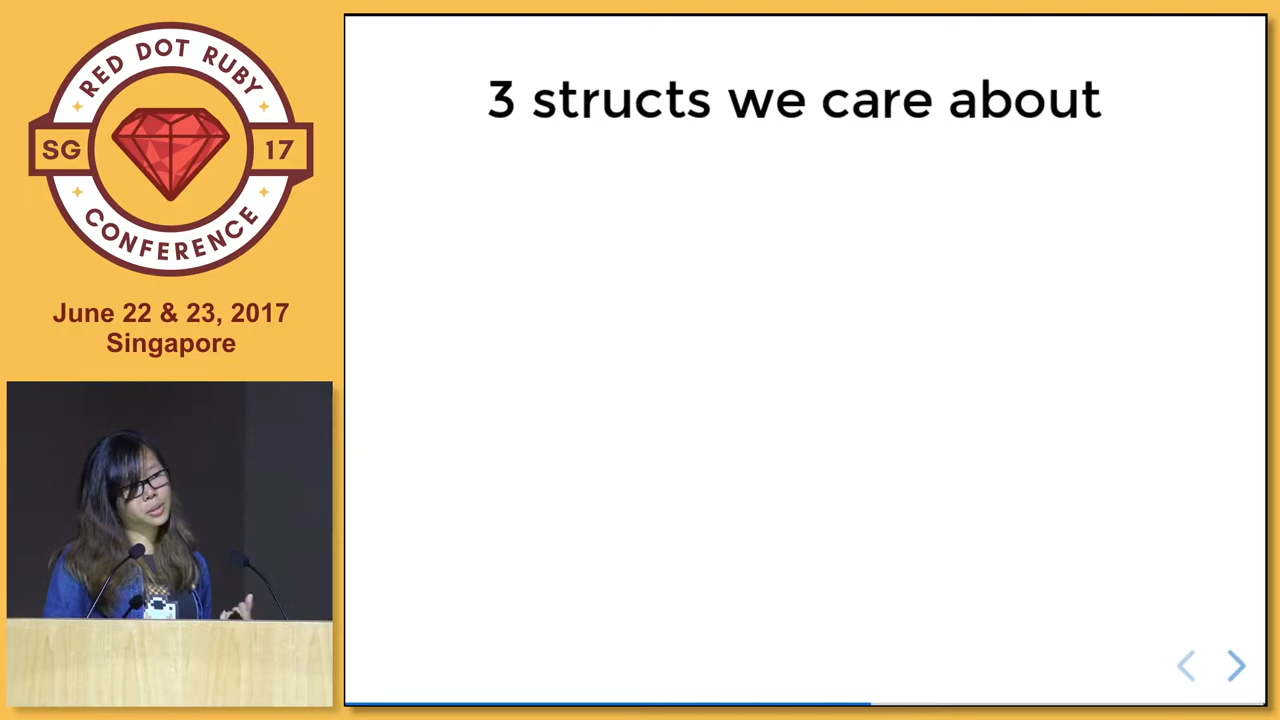 RED DOT RUBY
SG 17
CONFERENCE
June 22 & 23, 2017
Singapore
3 structs we care about